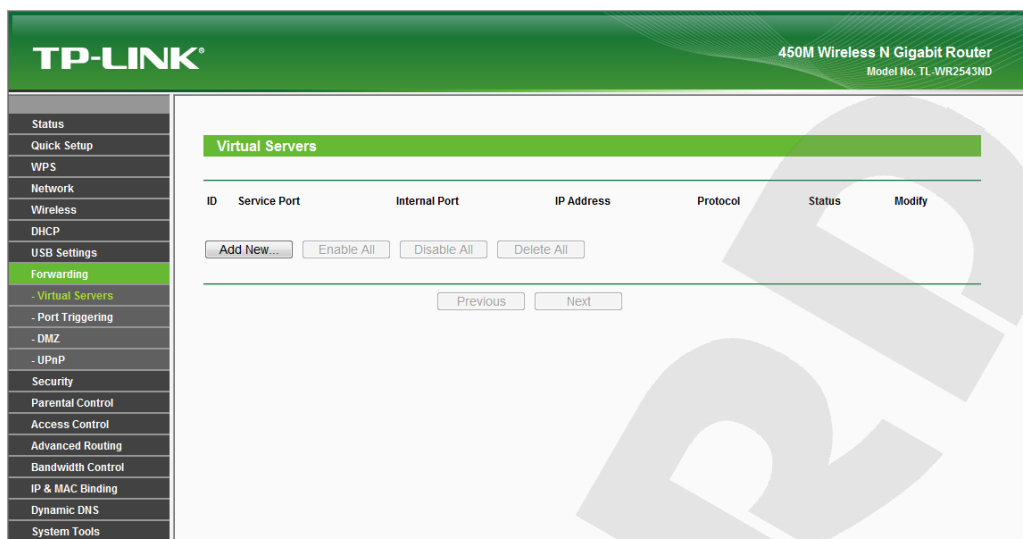 TP-LINK®
450M Wireless N Gigabit Router
Model No. TL-WR2543ND
Status
Quick Setup
WPS
Network
Wireless
DHCP
USB Settings
Forwarding
- Virtual Servers
- Port Triggering
- DMZ
- UPnP
Security
Parental Control
Access Control
Advanced Routing
Bandwidth Control
IP & MAC Binding
Dynamic DNS
System Tools
Virtual Servers
ID Service Port Internal Port IP Address Protocol Status Modify
Add New... Enable All Disable All Delete All
Previous Next